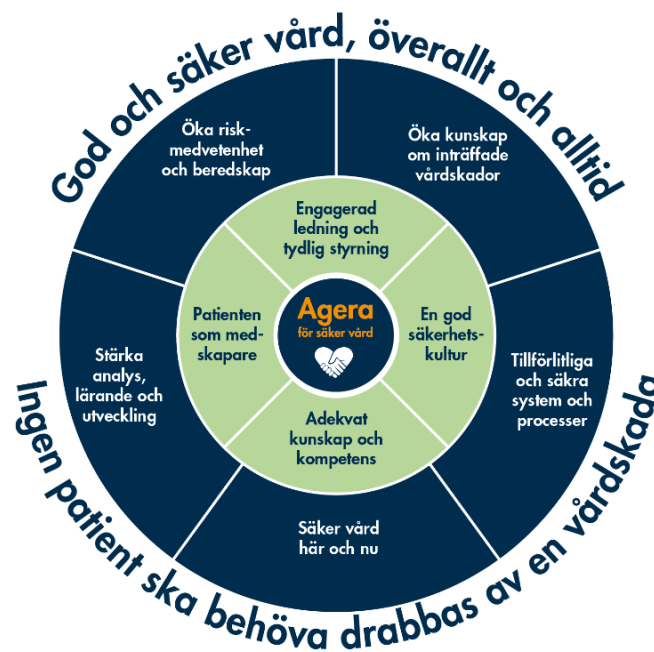 God och säker vård, överallt och alltid
Öka risk-
medvetenhet
och beredskap
Öka kunskap
om inträffade
vårdskador
Engagerad
ledning och
tydlig styrning
Patienten
som med-
skapare
Agera
för säker vård
En god
säkerhets-
kultur
Stärka
analys,
lärande och
utveckling
Tillförlitliga
och säkra
system och
processer
Adekvat
kunskap och
kompetens
Säker vård
här och nu
Ingen patient ska behöva drabbas av en vårdskada